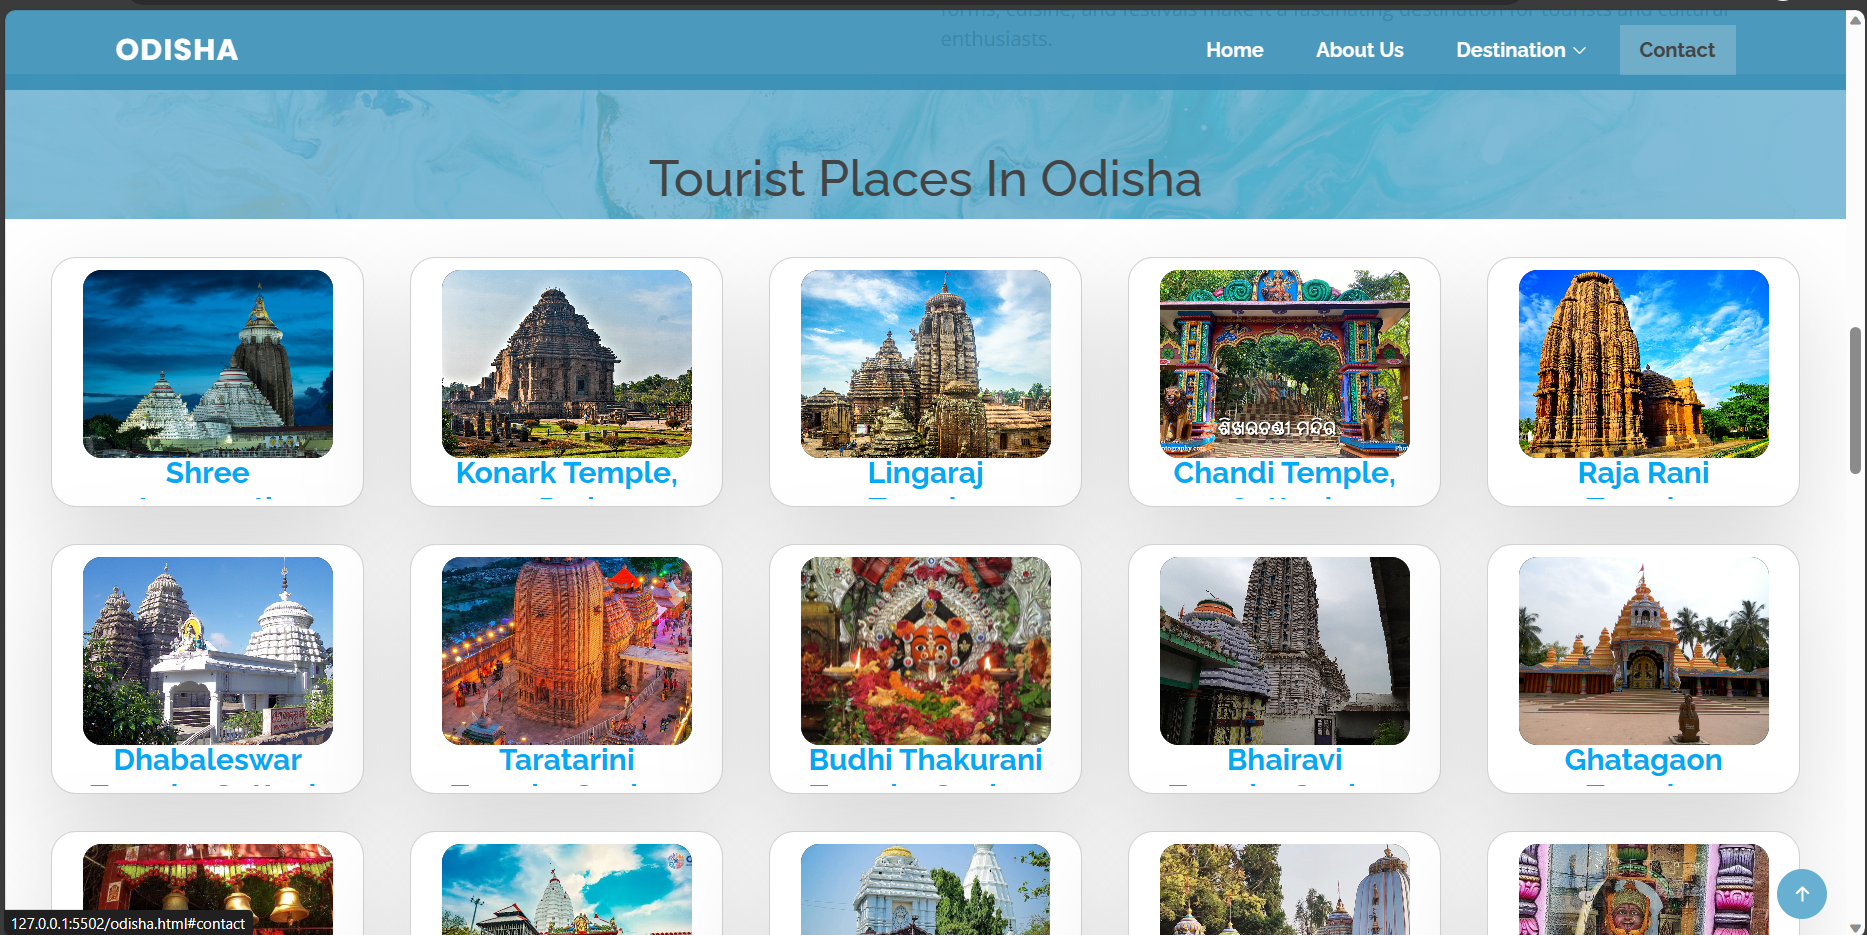 forms, cuisine, and festivals make it a fascinating destination for tourists and cultural
enthusiasts.
ODISHA
Home
About Us
Destination
Contact
Tourist Places In Odisha
ଶିଖରଚଣ୍ଡୀ ମନ୍ଦିର
Shree
Konark Temple,
Lingaraj
Chandi Temple,
Raja Rani
Dhabaleswar
Taratarini
Budhi Thakurani
Bhairavi
Ghatagaon
127.0.0.1:5502/odisha.html#contact